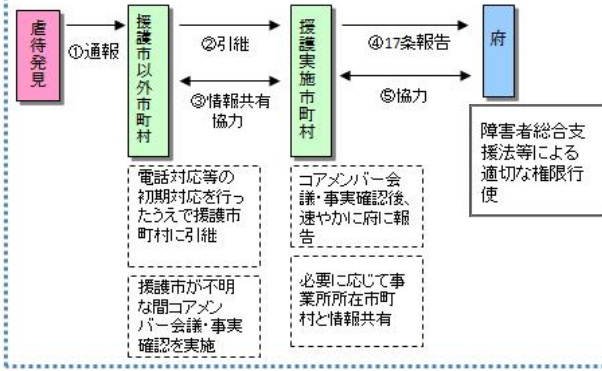 虐待発見
①通報
援護市以外市町村
②引継
③情報共有
協力
援護実施市町村
④17条報告
⑤協力
府
電話対応等の
初期対応を行っ
たうえで援護市
町村に引継
援護市が不明
な間コアメン
バー会議・事実
確認を実施
コアメンバー会
議・事実確認後、
速やかに府に報
告
必要に応じて事
業所所在市町
村と情報共有
障害者総合支
援法等による
適切な権限行
使